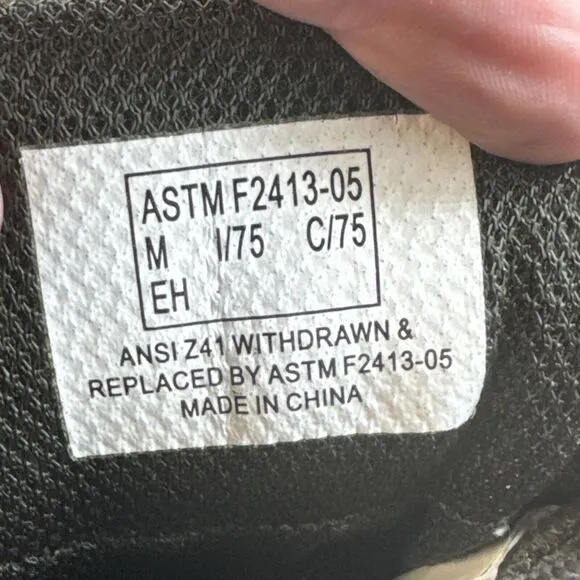 ASTM F2413-05
M I/75 C/75
EH
ANSI Z41 WITHDRAWN &
REPLACED BY ASTM F2413-05
MADE IN CHINA